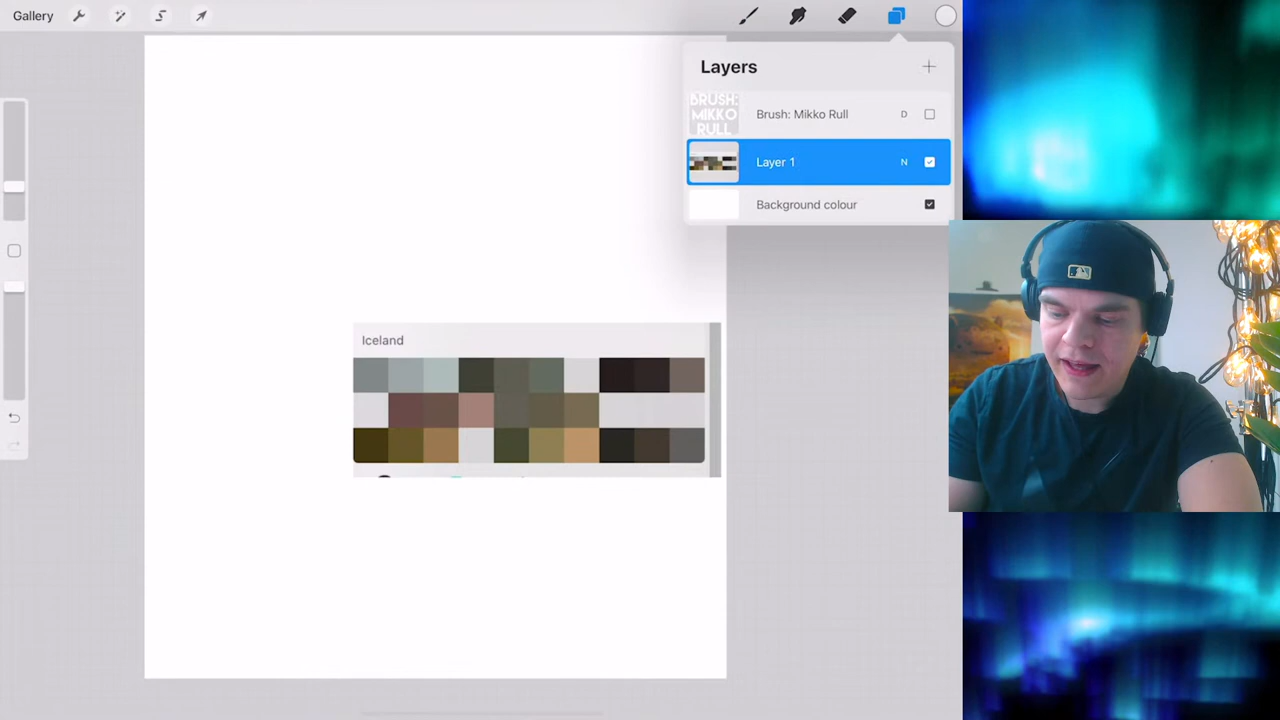 Gallery
Layers
BRUSH:
MIKKO
RULL
Brush: Mikko Rull
D
Layer 1
N
Background colour
Iceland